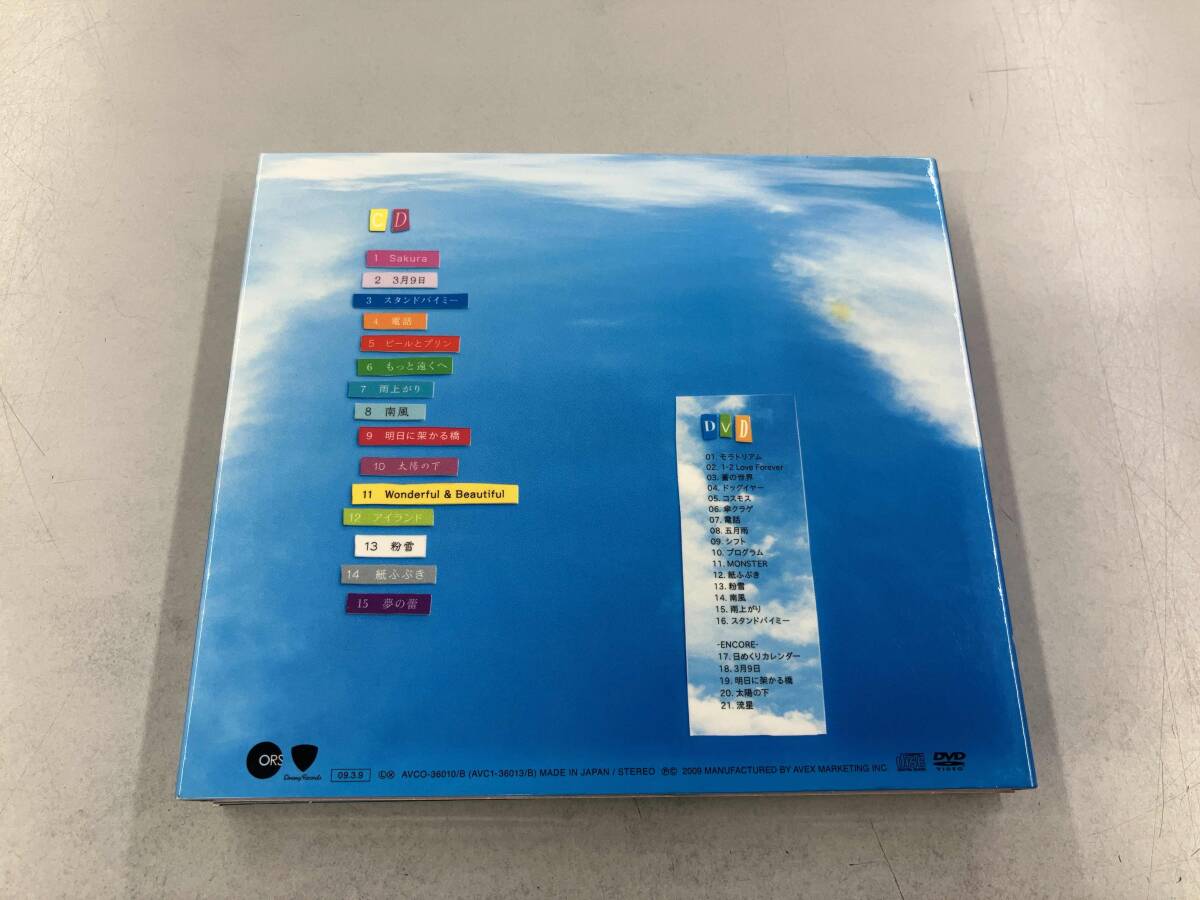 CD
1 Sakura
2 3月9日
3 スタンドバイミー
4 電話
5 ビールとプリン
6 もっと遠くへ
7 雨上がり
8 南風
9 明日に架かる橋
10 太陽の下
11 Wonderful & Beautiful
12 アイランド
13 粉雪
14 紙ふぶき
15 夢の蕾
DVD
01. モラトリアム
02. 1-2 Love Forever
03. 蒼の世界
04. ドッグイヤー
05. コスモス
06. 傘クラゲ
07. 電話
08. 五月雨
09. シフト
10. プログラム
11. MONSTER
12. 紙ふぶき
13. 粉雪
14. 南風
15. 雨上がり
16. スタンドバイミー
-ENCORE-
17. 日めくりカレンダー
18. 3月9日
19. 明日に架かる橋
20. 太陽の下
21. 流星
ORS
09.3.9 ⓁⓍ AVCO-36010/B (AVC1-36013/B) MADE IN JAPAN / STEREO ℗© 2009 MANUFACTURED BY AVEX MARKETING INC.
DVD
VIDEO